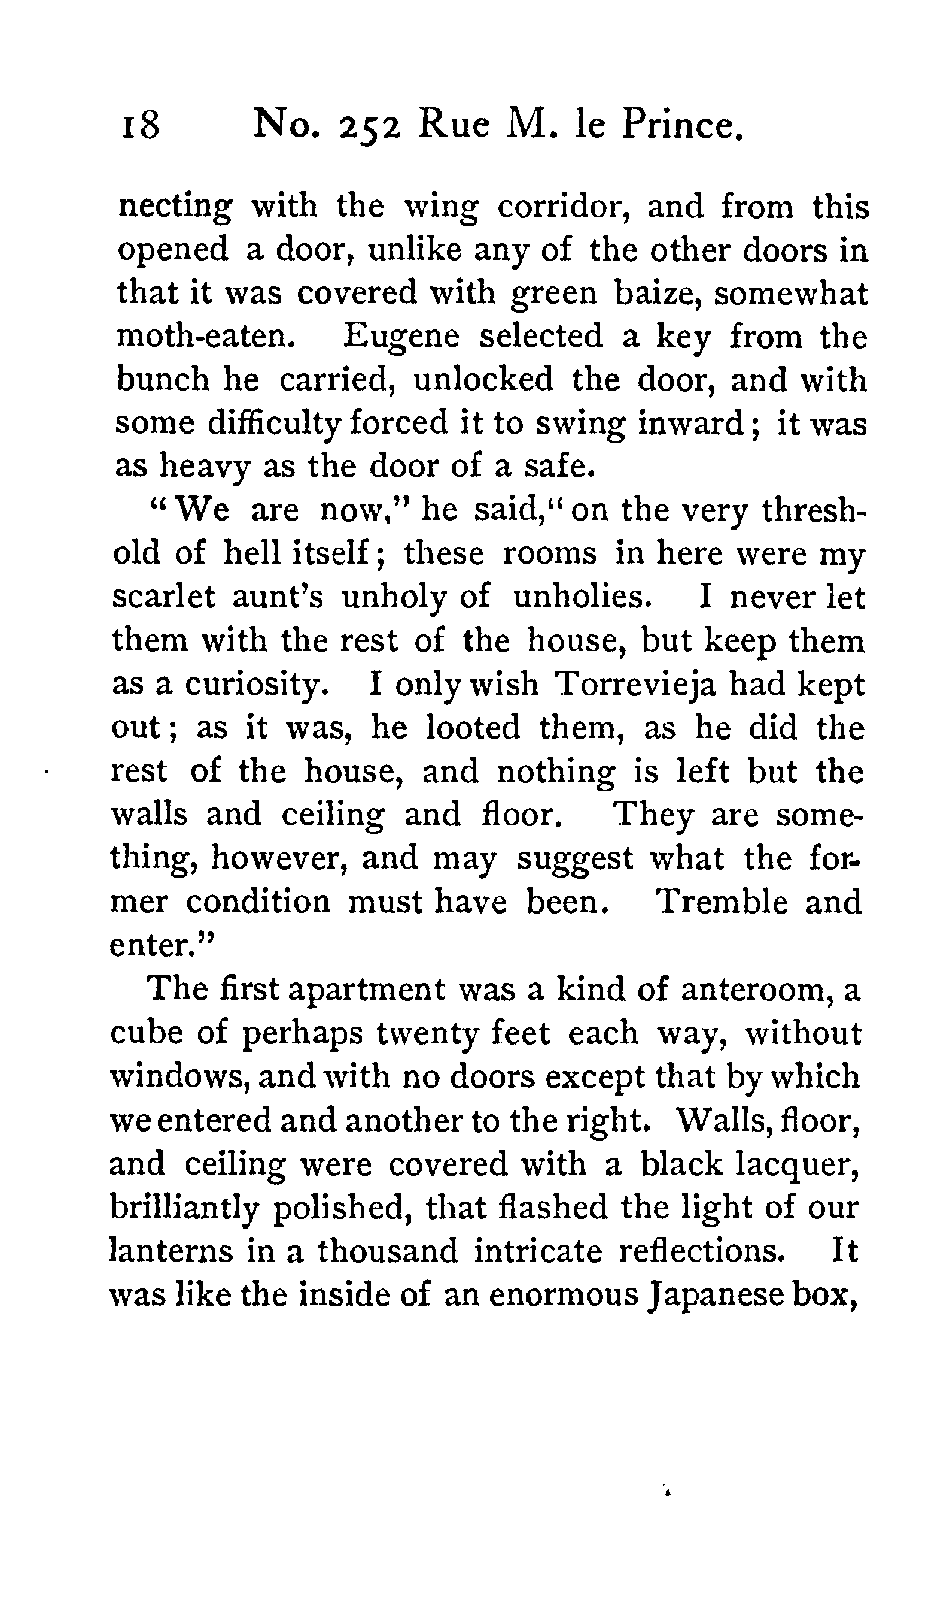 18 No. 252 Rue M. le Prince.
necting with the wing corridor, and from this
opened a door, unlike any of the other doors in
that it was covered with green baize, somewhat
moth-eaten. Eugene selected a key from the
bunch he carried, unlocked the door, and with
some difficulty forced it to swing inward; it was
as heavy as the door of a safe.
"We are now," he said, "on the very thresh-
old of hell itself; these rooms in here were my
scarlet aunt's unholy of unholies. I never let
them with the rest of the house, but keep them
as a curiosity. I only wish Torrevieja had kept
out; as it was, he looted them, as he did the
rest of the house, and nothing is left but the
walls and ceiling and floor. They are some-
thing, however, and may suggest what the for-
mer condition must have been. Tremble and
enter."
The first apartment was a kind of anteroom, a
cube of perhaps twenty feet each way, without
windows, and with no doors except that by which
we entered and another to the right. Walls, floor,
and ceiling were covered with a black lacquer,
brilliantly polished, that flashed the light of our
lanterns in a thousand intricate reflections. It
was like the inside of an enormous Japanese box,